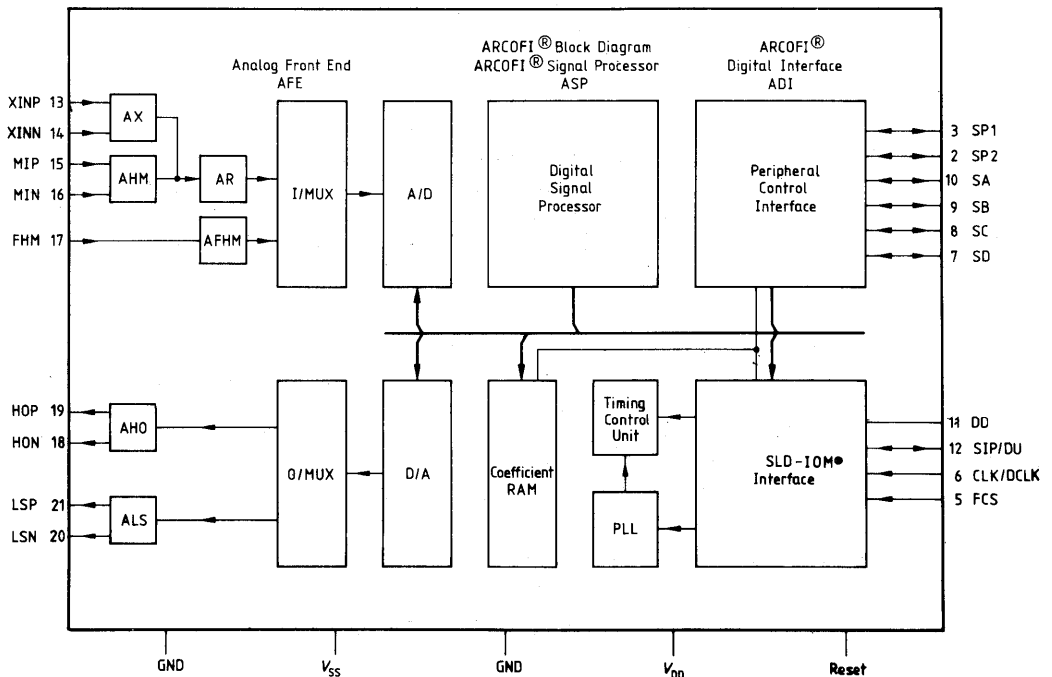 ARCOFI® Block Diagram
ARCOFI® Signal Processor
ASP
ARCOFI®
Digital Interface
ADI
Analog Front End
AFE
XINP 13
XINN 14
MIP 15
MIN 16
FHM 17
AX
AHM
AR
AFHM
I/MUX
A/D
Digital
Signal
Processor
Peripheral
Control
Interface
3 SP1
2 SP2
10 SA
9 SB
8 SC
7 SD
HOP 19
HON 18
LSP 21
LSN 20
AHO
ALS
O/MUX
D/A
Coefficient
RAM
Timing
Control
Unit
PLL
SLD-IOM®
Interface
11 DD
12 SIP/DU
6 CLK/DCLK
5 FCS
GND
VSS
GND
VDD
Reset